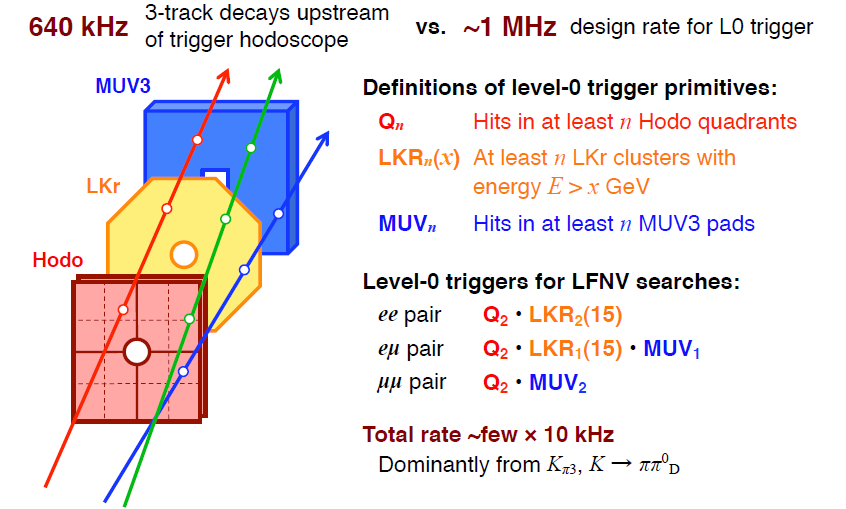 640 kHz 3-track decays upstream of trigger hodoscope vs. ~1 MHz design rate for L0 trigger
MUV3
LKr
Hodo
Definitions of level-0 trigger primitives:
Qn Hits in at least n Hodo quadrants
LKRn(x) At least n LKr clusters with
energy E > x GeV
MUVn Hits in at least n MUV3 pads
Level-0 triggers for LFNV searches:
ee pair Q₂ • LKR₂(15)
eμ pair Q₂ • LKR₁(15) • MUV₁
μμ pair Q₂ • MUV₂
Total rate ~few × 10 kHz
Dominantly from Kπ3, K → ππ⁰D